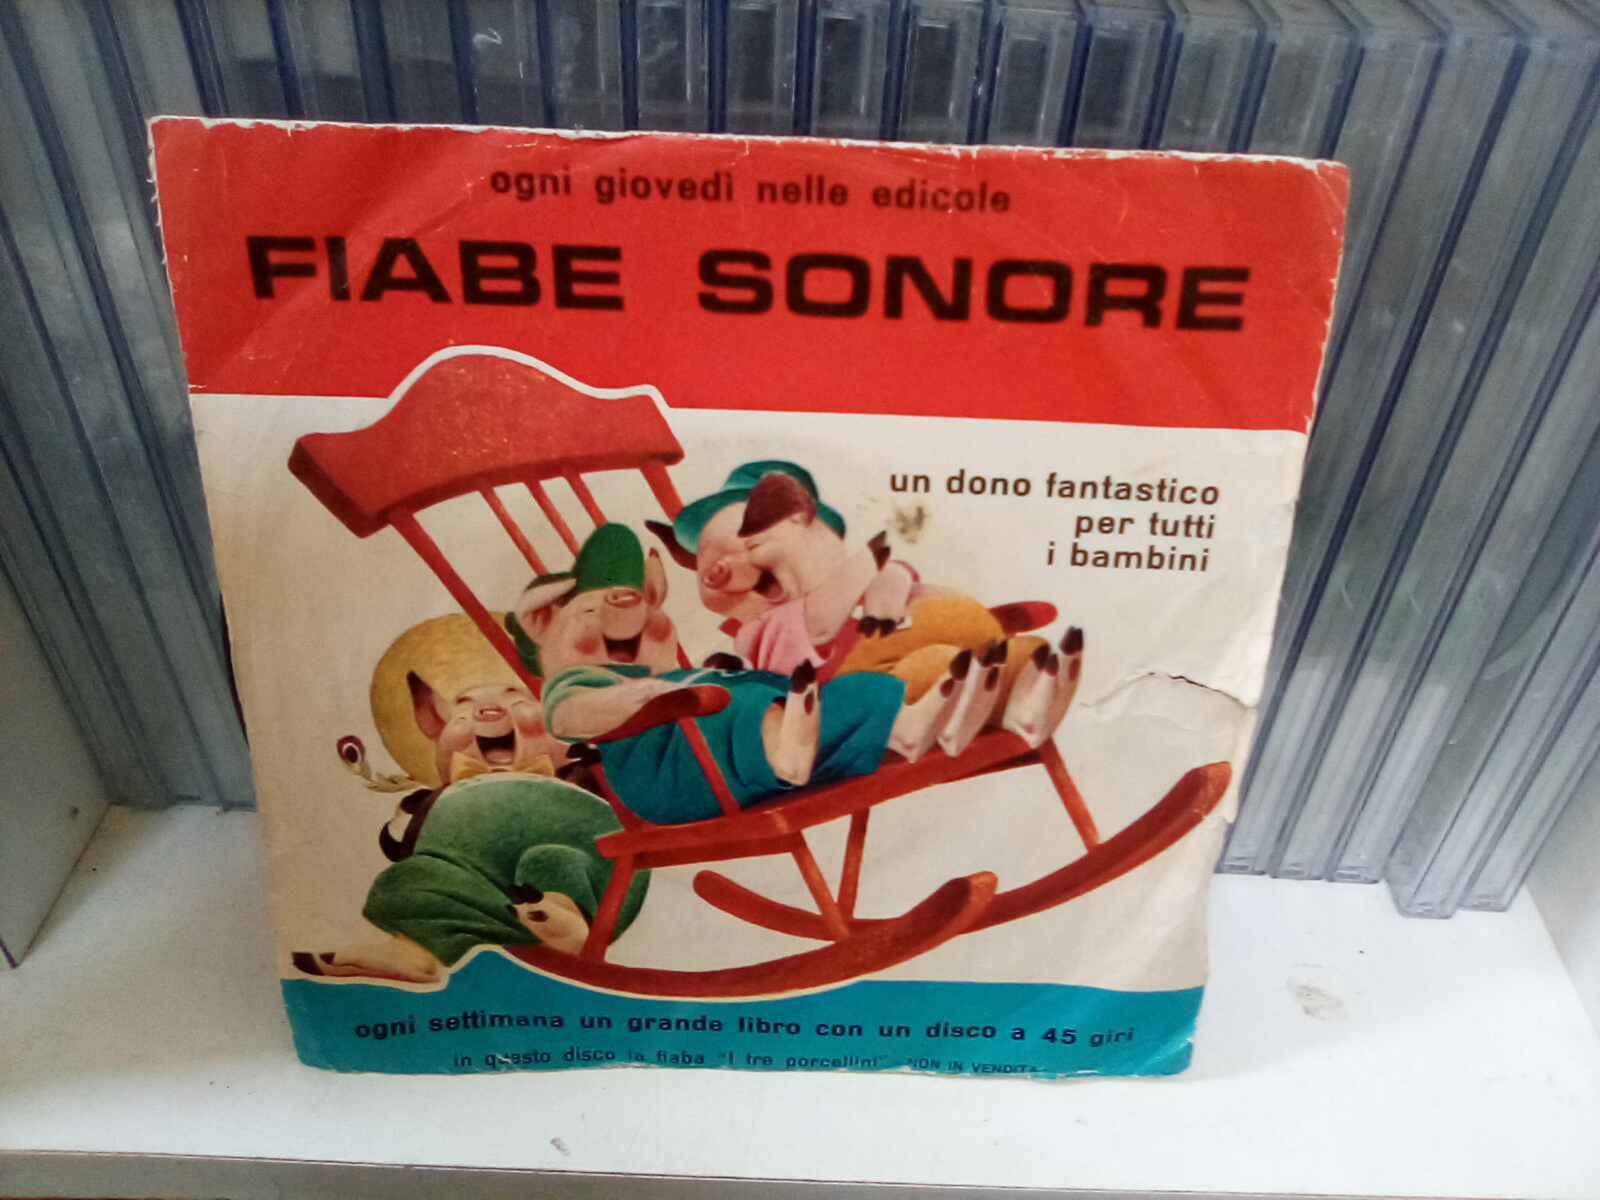 ogni giovedì nelle edicole
FIABE SONORE
un dono fantastico
per tutti
i bambini
ogni settimana un grande libro con un disco a 45 giri
in questo disco la fiaba "I tre porcellini" - NON IN VENDITA